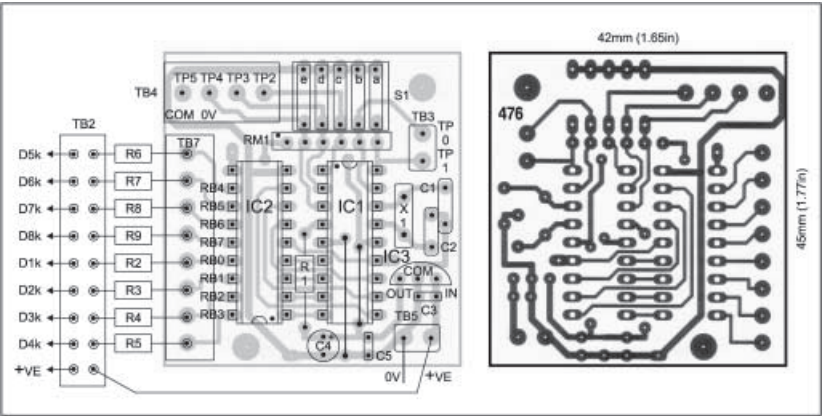 42mm (1.65in)
TP5 TP4 TP3 TP2
e d c b a
S1
TB4
COM 0V
476
TB3
TP
0
TB2
TB7
RM1
TP
1
D5k R6
D6k R7
RB4
C1
D7k R8
RB5
IC2
IC1
X
1
D8k R9
RB6
RB7
C2
45mm (1.77in)
D1k R2
RB0
IC3
R
1
COM
D2k R3
RB1
OUT
IN
RB2
C3
D3k R4
RB3
TB5
D4k R5
C4
C5
+VE
0V
+VE